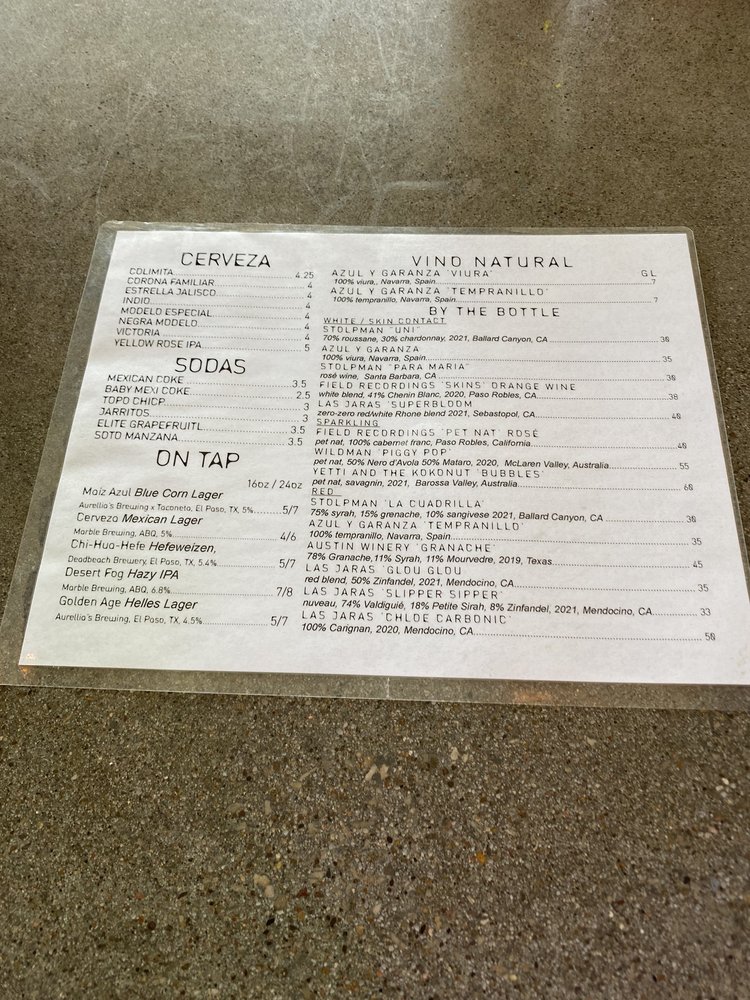 CERVEZA
COLIMITA 4.25
CORONA FAMILIAR 4
ESTRELLA JALISCO 4
INDIO 4
MODELO ESPECIAL 4
NEGRA MODELO 4
VICTORIA 4
YELLOW ROSE IPA 5
SODAS
MEXICAN COKE 3.5
BABY MEXI COKE 2.5
TOPO CHICP 3
JARRITOS 3
ELITE GRAPEFRUITL 3.5
SOTO MANZANA 3.5
ON TAP
16oz / 24oz
Maiz Azul Blue Corn Lager
Aurellia's Brewing x Taconeta, El Paso, TX, 5% 5/7
Cerveza Mexican Lager
Marble Brewing, ABQ, 5% 4/6
Chi-Hua-Hefe Hefeweizen,
Deadbeach Brewery, El Paso, TX, 5.4% 5/7
Desert Fog Hazy IPA
Marble Brewing, ABQ, 6.8% 7/8
Golden Age Helles Lager
Aurellia's Brewing, El Paso, TX, 4.5% 5/7
VINO NATURAL
GL
AZUL Y GARANZA 'VIURA'
100% viura,, Navarra, Spain 7
AZUL Y GARANZA 'TEMPRANILLO'
100% tempranillo, Navarra, Spain 7
BY THE BOTTLE
WHITE / SKIN CONTACT
STOLPMAN 'UNI'
70% roussane, 30% chardonnay, 2021, Ballard Canyon, CA 30
AZUL Y GARANZA
100% viura, Navarra, Spain 35
STOLPMAN 'PARA MARIA'
rosé wine, Santa Barbara, CA 30
FIELD RECORDINGS 'SKINS' ORANGE WINE
white blend, 41% Chenin Blanc, 2020, Paso Robles, CA 38
LAS JARAS 'SUPERBLOOM
zero-zero red/white Rhone blend 2021, Sebastopol, CA 40
SPARKLING
FIELD RECORDINGS 'PET NAT' ROSÉ
pet nat, 100% cabernet franc, Paso Robles, California 40
WILDMAN 'PIGGY POP'
pet nat, 50% Nero d'Avola 50% Mataro, 2020, McLaren Valley, Australia 55
YETTI AND THE KOKONUT 'BUBBLES'
pet nat, savagnin, 2021, Barossa Valley, Australia 60
RED
STOLPMAN 'LA CUADRILLA'
75% syrah, 15% grenache, 10% sangivese 2021, Ballard Canyon, CA 30
AZUL Y GARANZA 'TEMPRANILLO'
100% tempranillo, Navarra, Spain 35
AUSTIN WINERY 'GRANACHE'
78% Granache,11% Syrah, 11% Mourvedre, 2019, Texas 45
LAS JARAS 'GLOU GLOU
red blend, 50% Zinfandel, 2021, Mendocino, CA 35
LAS JARAS 'SLIPPER SIPPER'
nuveau, 74% Valdiguié, 18% Petite Sirah, 8% Zinfandel, 2021, Mendocino, CA 33
LAS JARAS 'CHLOE CARBONIC'
100% Carignan, 2020, Mendocino, CA 50